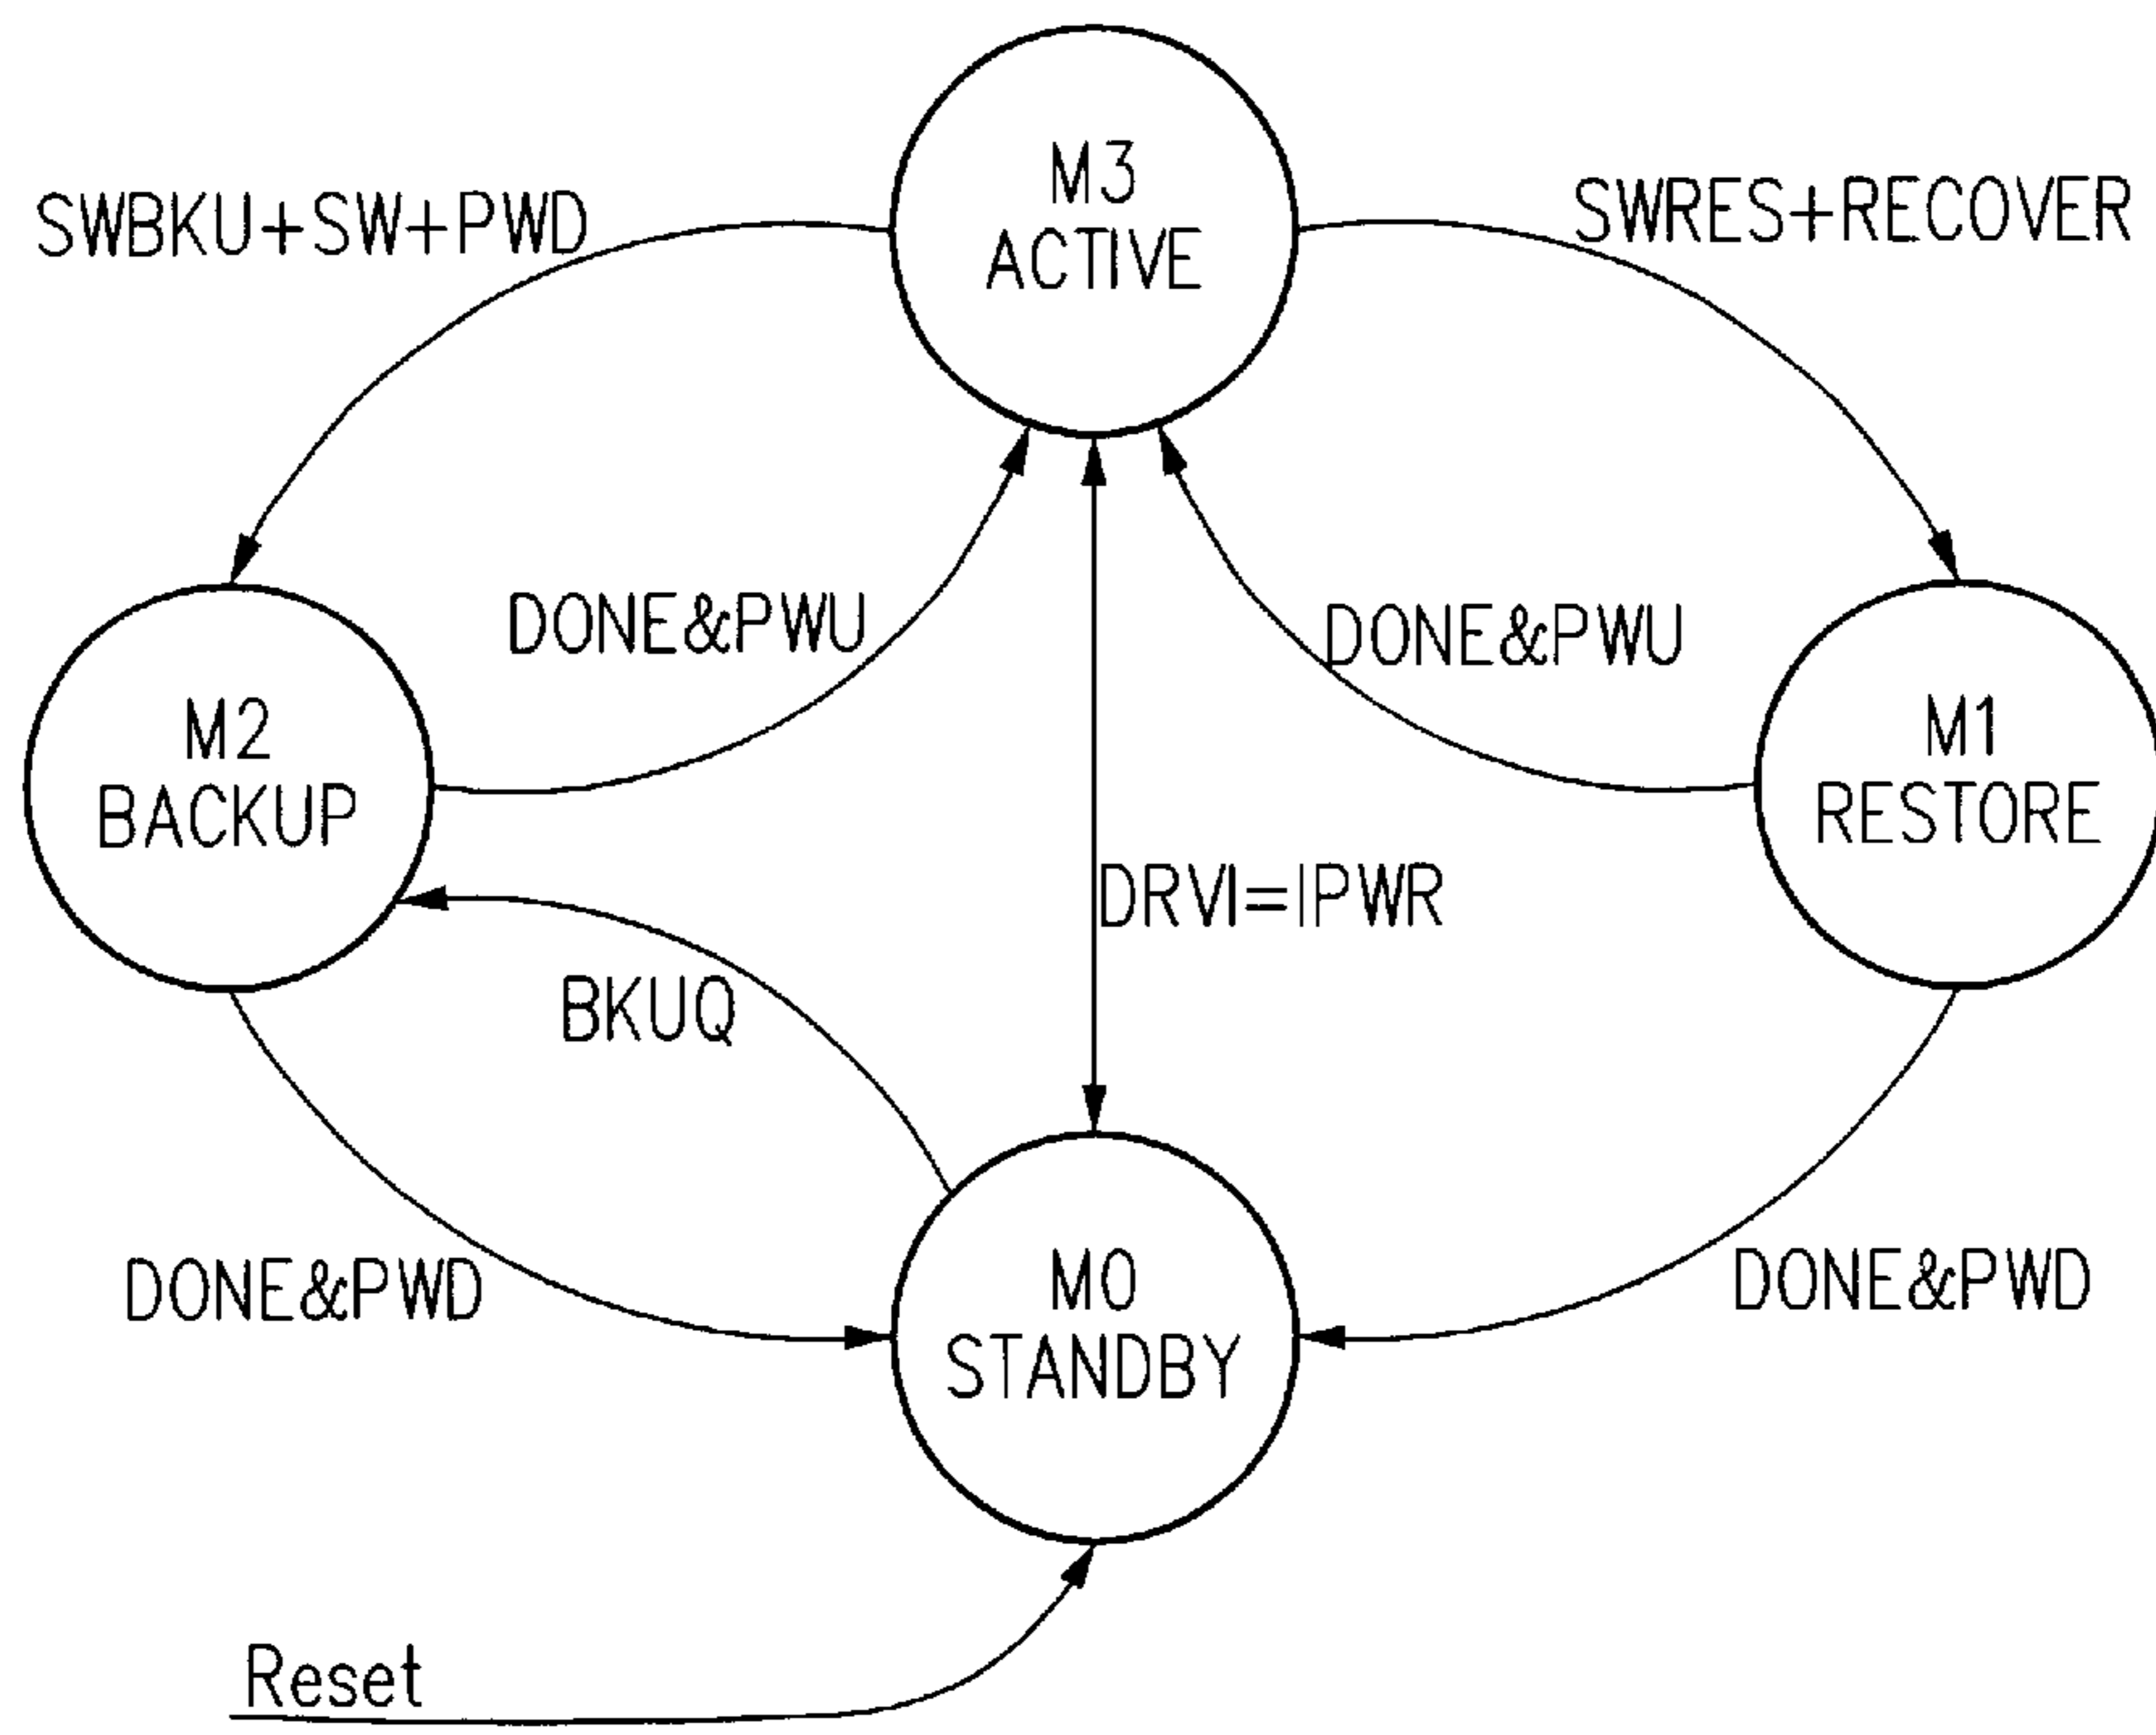 M3
ACTIVE
SWBKU+SW+PWD
SWRES+RECOVER
DONE&PWU
DONE&PWU
M2
BACKUP
M1
RESTORE
DRVI=IPWR
BKUQ
DONE&PWD
M0
STANDBY
DONE&PWD
Reset